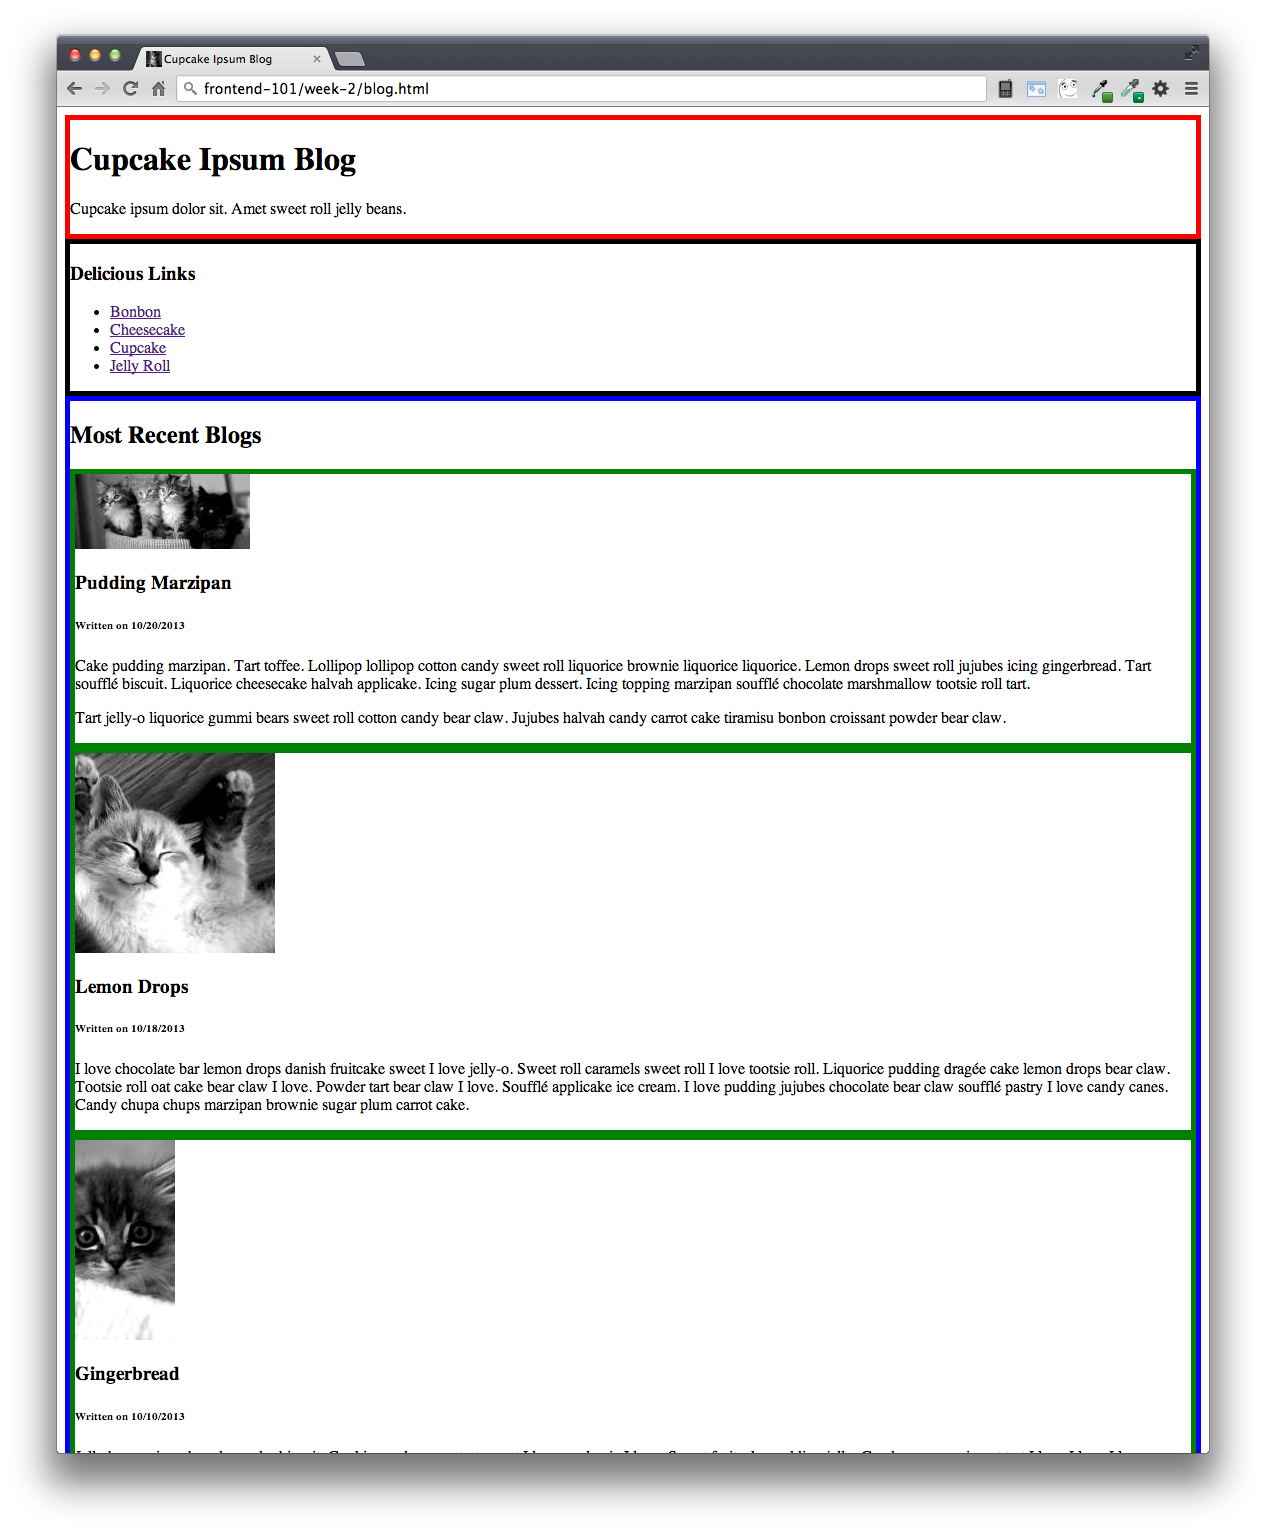 Cupcake Ipsum Blog
frontend-101/week-2/blog.html
Cupcake Ipsum Blog
Cupcake ipsum dolor sit. Amet sweet roll jelly beans.
Delicious Links
Bonbon
Cheesecake
Cupcake
Jelly Roll
Most Recent Blogs
Pudding Marzipan
Written on 10/20/2013
Cake pudding marzipan. Tart toffee. Lollipop lollipop cotton candy sweet roll liquorice brownie liquorice liquorice. Lemon drops sweet roll jujubes icing gingerbread. Tart
soufflé biscuit. Liquorice cheesecake halvah applicake. Icing sugar plum dessert. Icing topping marzipan soufflé chocolate marshmallow tootsie roll tart.
Tart jelly-o liquorice gummi bears sweet roll cotton candy bear claw. Jujubes halvah candy carrot cake tiramisu bonbon croissant powder bear claw.
Lemon Drops
Written on 10/18/2013
I love chocolate bar lemon drops danish fruitcake sweet I love jelly-o. Sweet roll caramels sweet roll I love tootsie roll. Liquorice pudding dragée cake lemon drops bear claw.
Tootsie roll oat cake bear claw I love. Powder tart bear claw I love. Soufflé applicake ice cream. I love pudding jujubes chocolate bear claw soufflé pastry I love candy canes.
Candy chupa chups marzipan brownie sugar plum carrot cake.
Gingerbread
Written on 10/10/2013